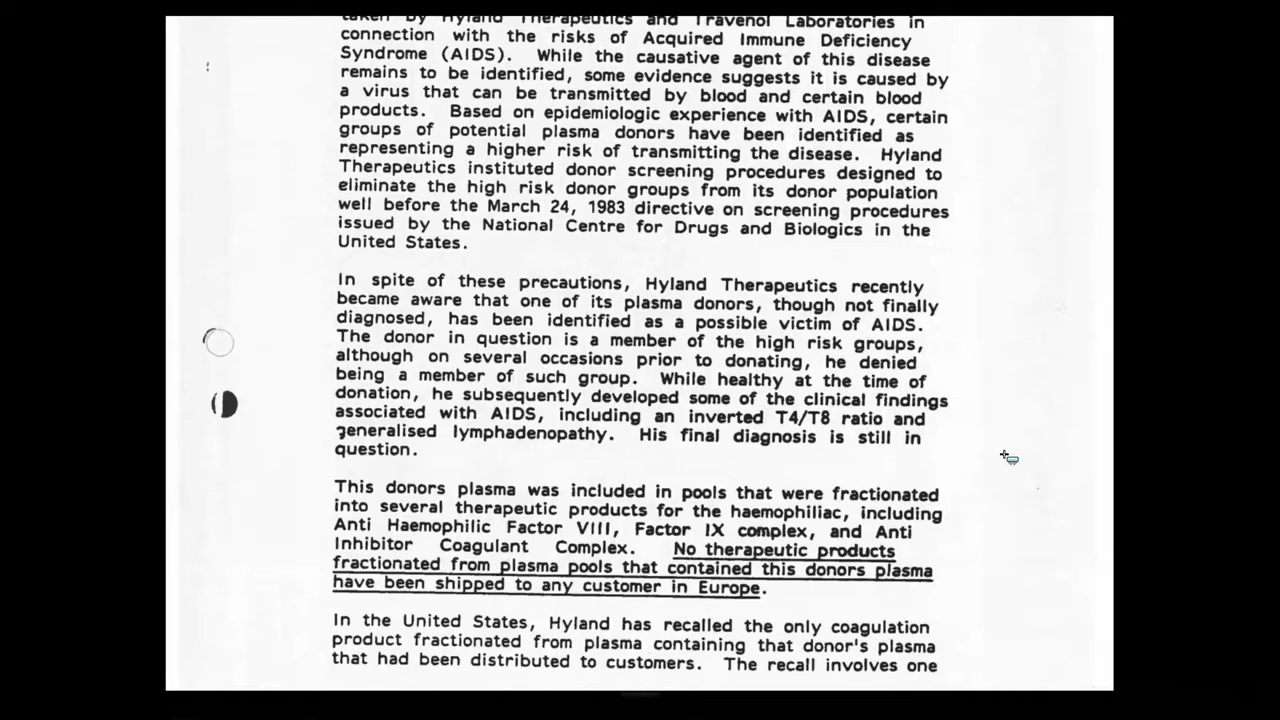 taken by Hyland Therapeutics and Travenol Laboratories in
connection with the risks of Acquired Immune Deficiency
Syndrome (AIDS). While the causative agent of this disease
remains to be identified, some evidence suggests it is caused by
a virus that can be transmitted by blood and certain blood
products. Based on epidemiologic experience with AIDS, certain
groups of potential plasma donors have been identified as
representing a higher risk of transmitting the disease. Hyland
Therapeutics instituted donor screening procedures designed to
eliminate the high risk donor groups from its donor population
well before the March 24, 1983 directive on screening procedures
issued by the National Centre for Drugs and Biologics in the
United States.
In spite of these precautions, Hyland Therapeutics recently
became aware that one of its plasma donors, though not finally
diagnosed, has been identified as a possible victim of AIDS.
The donor in question is a member of the high risk groups,
although on several occasions prior to donating, he denied
being a member of such group. While healthy at the time of
donation, he subsequently developed some of the clinical findings
associated with AIDS, including an inverted T4/T8 ratio and
generalised lymphadenopathy. His final diagnosis is still in
question.
This donors plasma was included in pools that were fractionated
into several therapeutic products for the haemophiliac, including
Anti Haemophilic Factor VIII, Factor IX complex, and Anti
Inhibitor Coagulant Complex. No therapeutic products
fractionated from plasma pools that contained this donors plasma
have been shipped to any customer in Europe.
In the United States, Hyland has recalled the only coagulation
product fractionated from plasma containing that donor's plasma
that had been distributed to customers. The recall involves one